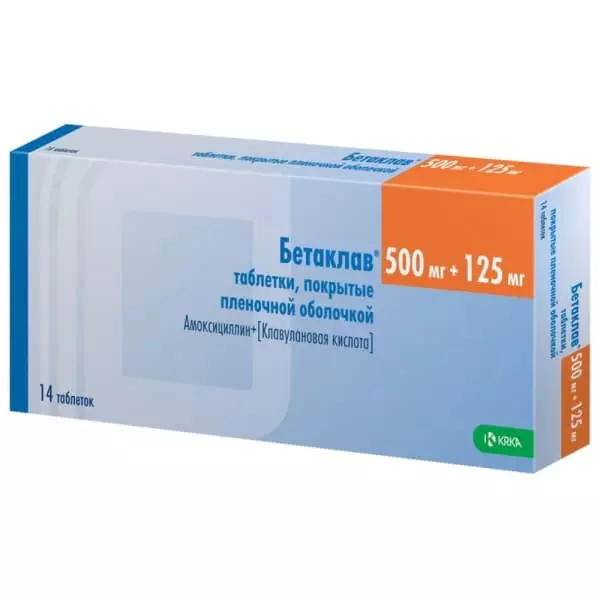 14 таблеток
таблетки, покрытые пленочной оболочкой
Бетаклав® 500 мг + 125 мг
Бетаклав®
таблетки, покрытые
пленочной оболочкой
Амоксициллин+[Клавулановая кислота]
500 мг + 125 мг
14 таблеток
KRKA
14 таблеток
покрытые пленочной оболочкой
таблетки,
Бетаклав® 500 мг + 125 мг